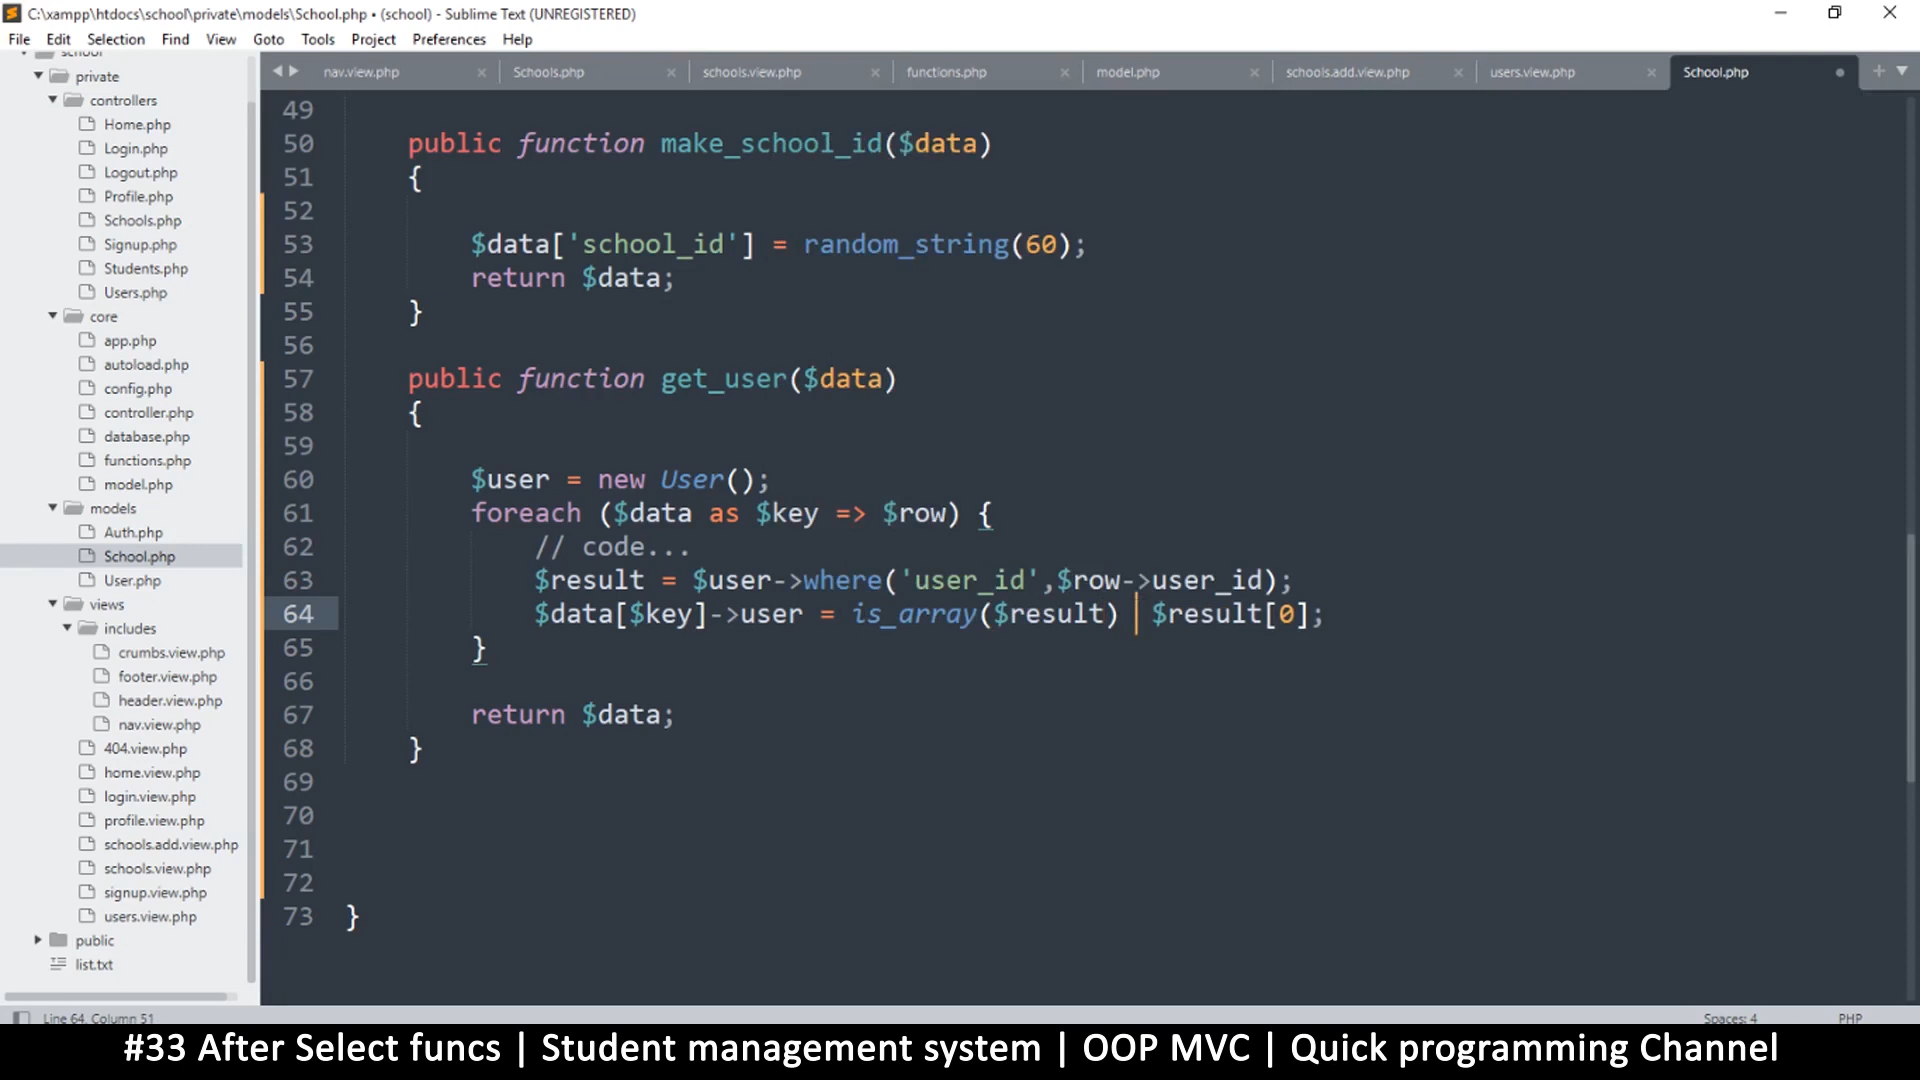 C:\xampp\htdocs\school\private\models\School.php • (school) - Sublime Text (UNREGISTERED)
File Edit Selection Find View Goto Tools Project Preferences Help
school
private
controllers
Home.php
Login.php
Logout.php
Profile.php
Schools.php
Signup.php
Students.php
Users.php
core
app.php
autoload.php
config.php
controller.php
database.php
functions.php
model.php
models
Auth.php
School.php
User.php
views
includes
crumbs.view.php
footer.view.php
header.view.php
nav.view.php
404.view.php
home.view.php
login.view.php
profile.view.php
schools.add.view.php
schools.view.php
signup.view.php
users.view.php
public
list.txt
nav.view.php Schools.php schools.view.php functions.php model.php schools.add.view.php users.view.php School.php
49
50 public function make_school_id($data)
51 {
52
53 $data['school_id'] = random_string(60);
54 return $data;
55 }
56
57 public function get_user($data)
58 {
59
60 $user = new User();
61 foreach ($data as $key => $row) {
62 // code...
63 $result = $user->where('user_id',$row->user_id);
64 $data[$key]->user = is_array($result) $result[0];
65 }
66
67 return $data;
68 }
69
70
71
72
73 }
Line 64, Column 51 Spaces: 4 PHP
#33 After Select funcs | Student management system | OOP MVC | Quick programming Channel